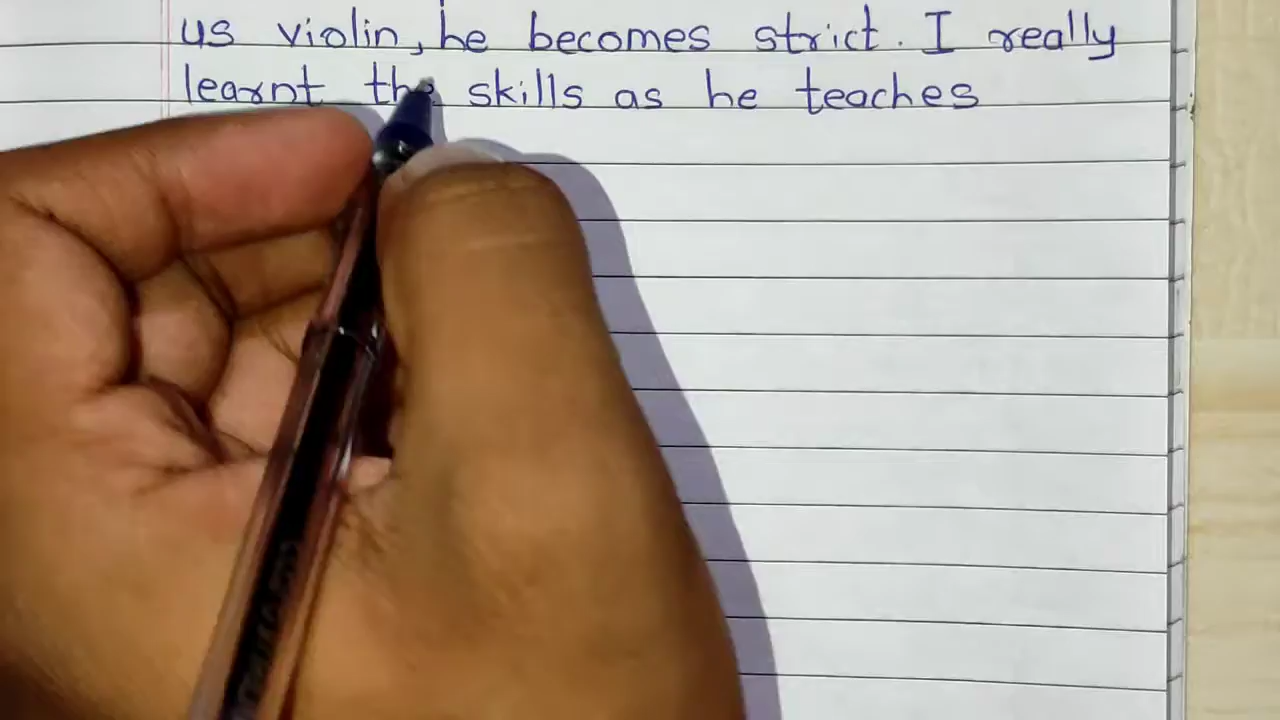 us violin, he becomes strict. I really
learnt the skills as he teaches